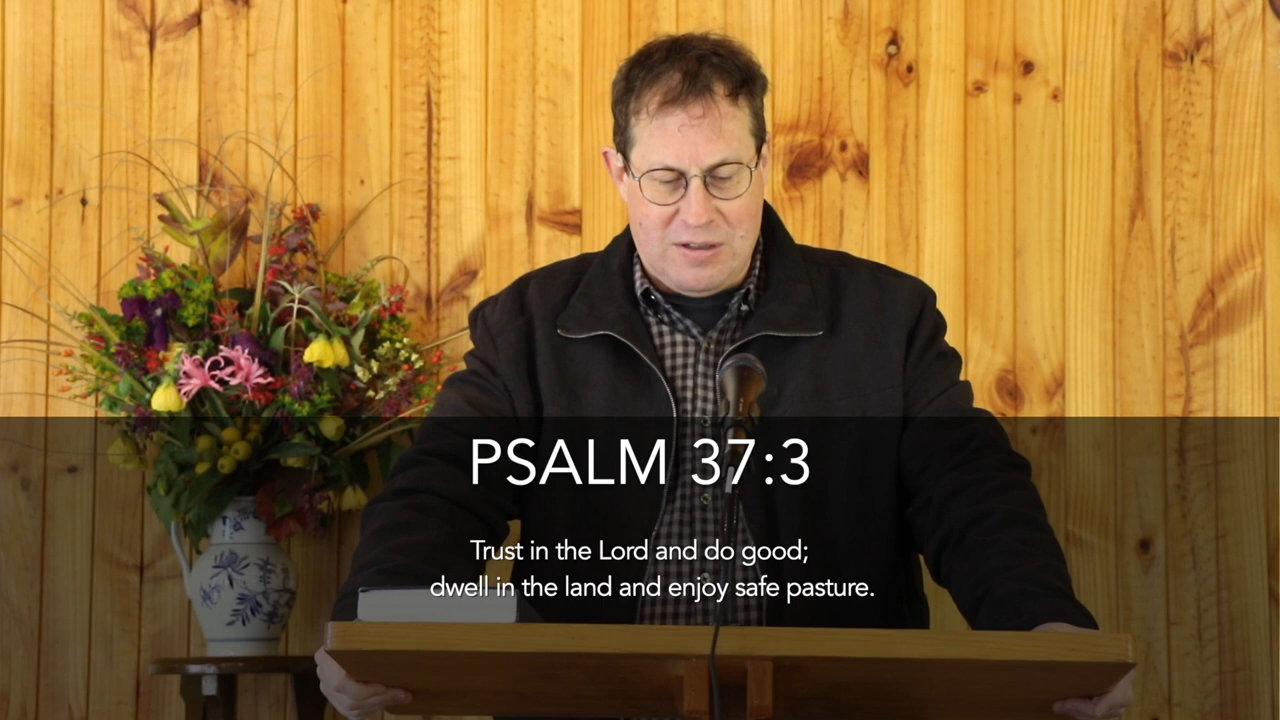 PSALM 37:3
Trust in the Lord and do good;
dwell in the land and enjoy safe pasture.